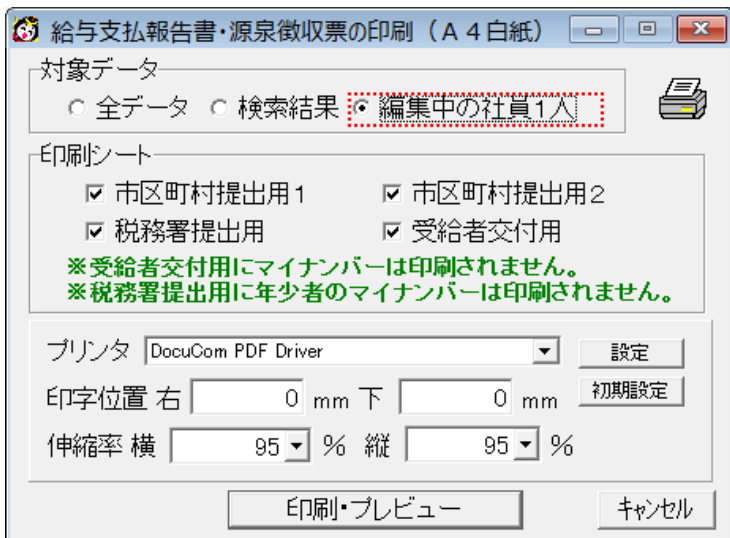 給与支払報告書・源泉徴収票の印刷（Ａ４白紙）
対象データ
全データ 検索結果 編集中の社員1人
印刷シート
市区町村提出用1 市区町村提出用2
税務署提出用 受給者交付用
※受給者交付用にマイナンバーは印刷されません。
※税務署提出用に年少者のマイナンバーは印刷されません。
プリンタ DocuCom PDF Driver 設定
印字位置 右 0 mm 下 0 mm 初期設定
伸縮率 横 95 % 縦 95 %
印刷・プレビュー キャンセル